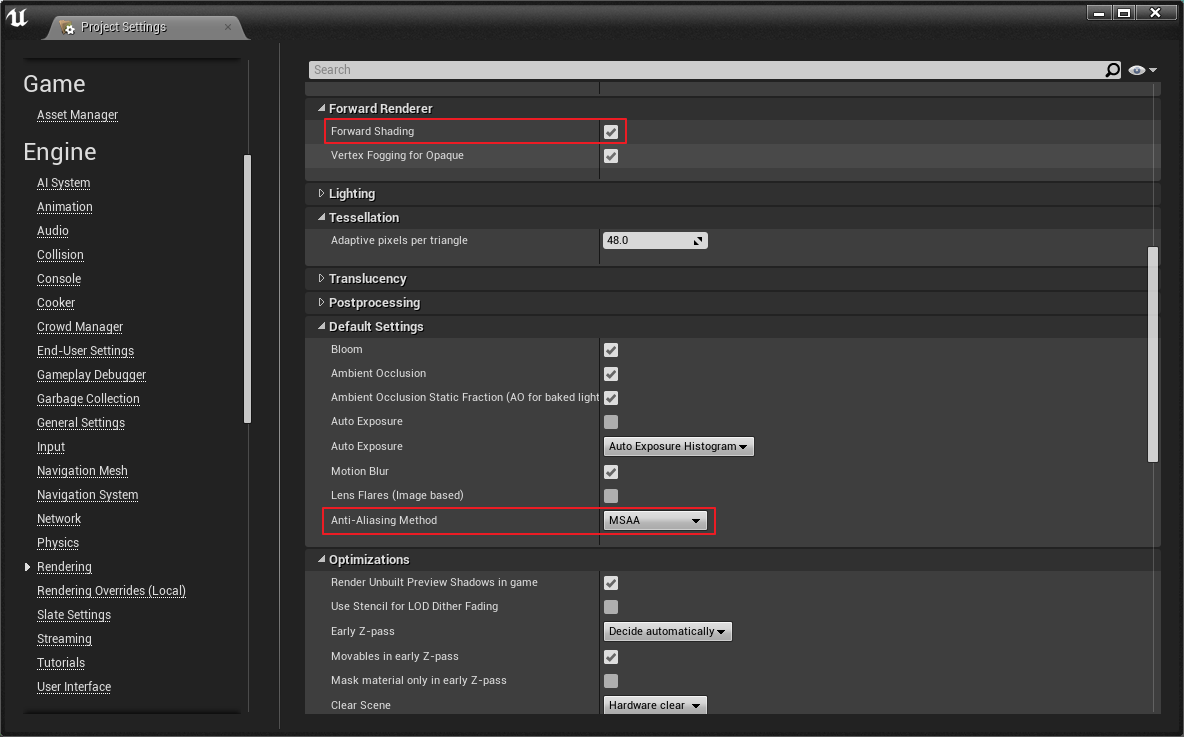 Project Settings
Game
Asset Manager
Engine
AI System
Animation
Audio
Collision
Console
Cooker
Crowd Manager
End-User Settings
Gameplay Debugger
Garbage Collection
General Settings
Input
Navigation Mesh
Navigation System
Network
Physics
Rendering
Rendering Overrides (Local)
Slate Settings
Streaming
Tutorials
User Interface
Search
Forward Renderer
Forward Shading
Vertex Fogging for Opaque
Lighting
Tessellation
Adaptive pixels per triangle 48.0
Translucency
Postprocessing
Default Settings
Bloom
Ambient Occlusion
Ambient Occlusion Static Fraction (AO for baked light
Auto Exposure
Auto Exposure Auto Exposure Histogram
Motion Blur
Lens Flares (Image based)
Anti-Aliasing Method MSAA
Optimizations
Render Unbuilt Preview Shadows in game
Use Stencil for LOD Dither Fading
Early Z-pass Decide automatically
Movables in early Z-pass
Mask material only in early Z-pass
Clear Scene Hardware clear